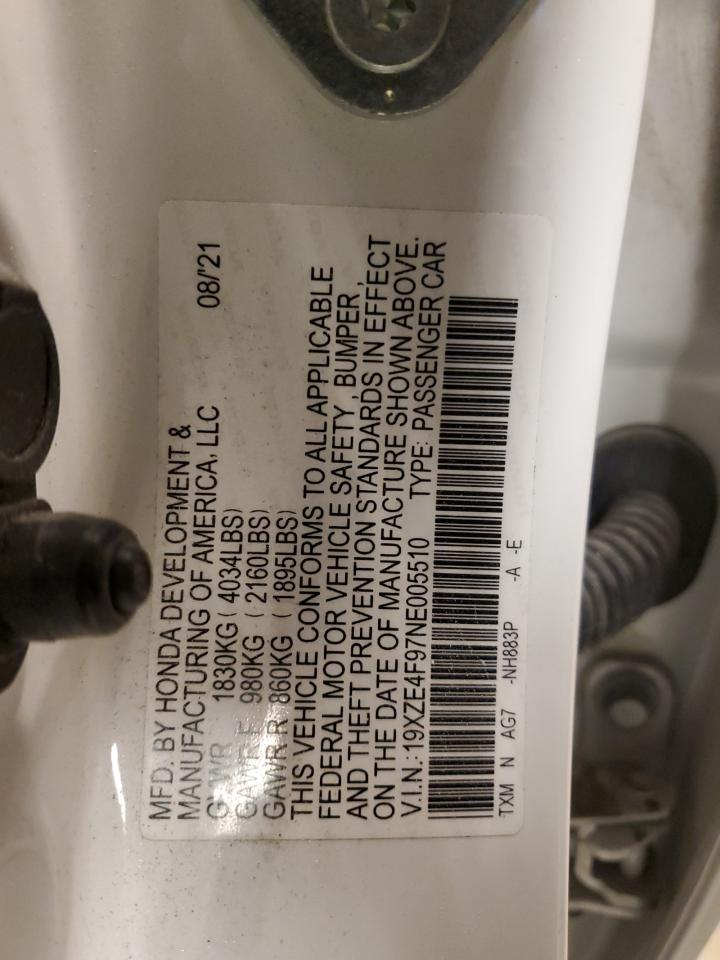 MFD. BY HONDA DEVELOPMENT &
MANUFACTURING OF AMERICA, LLC 08/'21
GVWR 1830KG ( 4034LBS)
GAWR F 980KG ( 2160LBS)
GAWR R 860KG ( 1895LBS)
THIS VEHICLE CONFORMS TO ALL APPLICABLE
FEDERAL MOTOR VEHICLE SAFETY , BUMPER ,
AND THEFT PREVENTION STANDARDS IN EFFECT
ON THE DATE OF MANUFACTURE SHOWN ABOVE.
V.I.N.: 19XZE4F97NE005510 TYPE: PASSENGER CAR
TXM N AG7 -NH883P -A -E